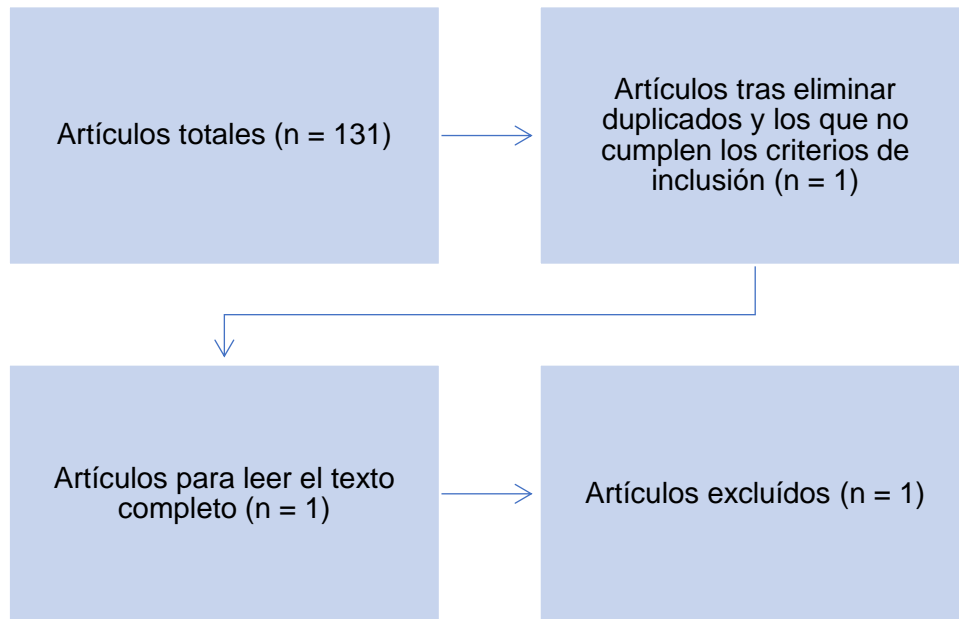 Artículos totales (n = 131)
Artículos tras eliminar
duplicados y los que no
cumplen los criterios de
inclusión (n = 1)
Artículos para leer el texto
completo (n = 1)
Artículos excluídos (n = 1)